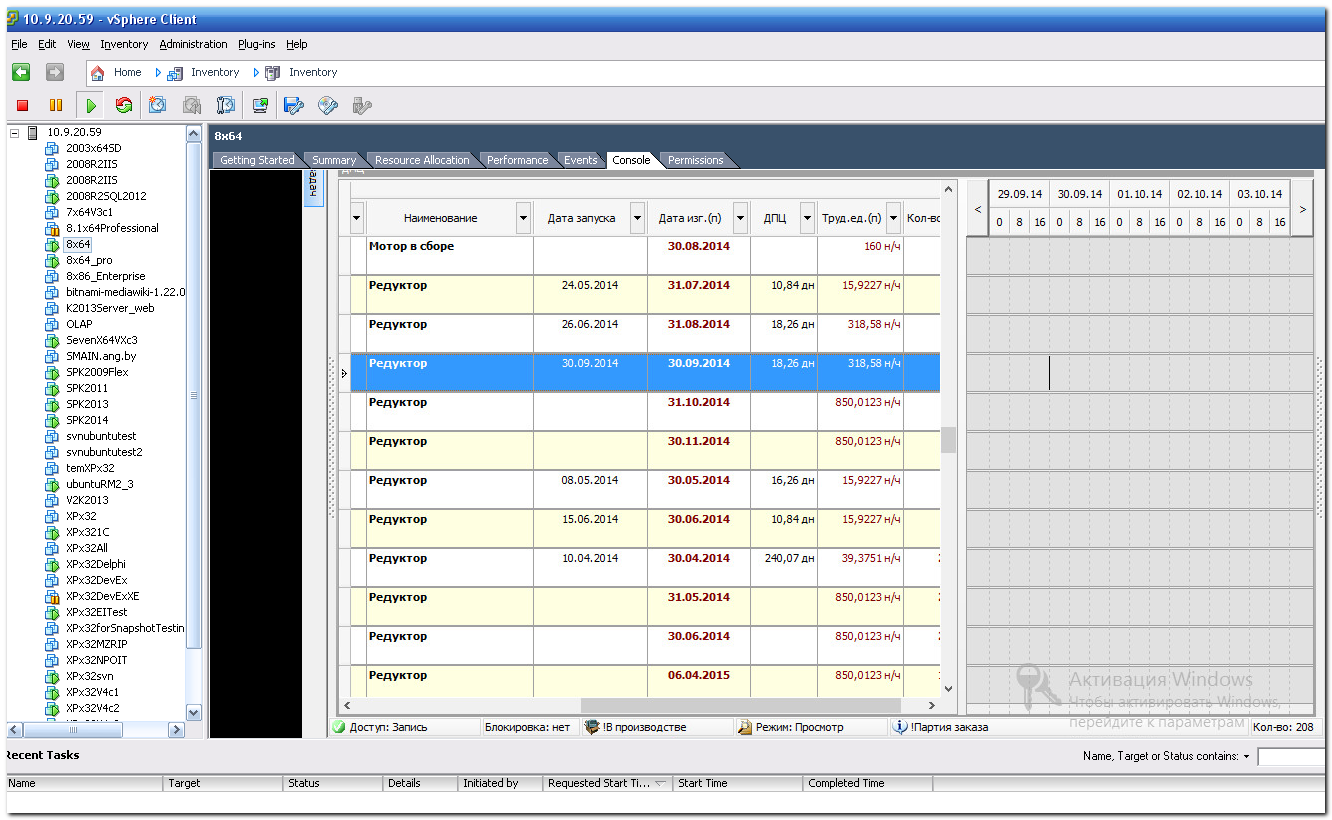 10.9.20.59 - vSphere Client
File Edit View Inventory Administration Plug-ins Help
Home Inventory Inventory
10.9.20.59
2003x64SD
2008R2IIS
2008R2IIS
2008R2SQL2012
7x64V3c1
8.1x64Professional
8x64
8x64_pro
8x86_Enterprise
bitnami-mediawiki-1.22.0
K2013Server_web
OLAP
SevenX64VXc3
SMAIN.ang.by
SPK2009Flex
SPK2011
SPK2013
SPK2014
svnubuntutest
svnubuntutest2
temXPx32
ubuntuRM2_3
V2K2013
XPx32
XPx321C
XPx32All
XPx32Delphi
XPx32DevEx
XPx32DevExXE
XPx32EITest
XPx32forSnapshotTestin
XPx32MZRIP
XPx32NPOIT
XPx32svn
XPx32V4c1
XPx32V4c2
8x64
Getting Started Summary Resource Allocation Performance Events Console Permissions
Наименование Дата запуска Дата изг.(п) ДПЦ Труд.ед.(п) Кол-во
Мотор в сборе 30.08.2014 160 н/ч
Редуктор 24.05.2014 31.07.2014 10,84 дн 15,9227 н/ч
Редуктор 26.06.2014 31.08.2014 18,26 дн 318,58 н/ч
Редуктор 30.09.2014 30.09.2014 18,26 дн 318,58 н/ч
Редуктор 31.10.2014 850,0123 н/ч
Редуктор 30.11.2014 850,0123 н/ч
Редуктор 08.05.2014 30.05.2014 16,26 дн 15,9227 н/ч
Редуктор 15.06.2014 30.06.2014 10,84 дн 15,9227 н/ч
Редуктор 10.04.2014 30.04.2014 240,07 дн 39,3751 н/ч
Редуктор 31.05.2014 850,0123 н/ч
Редуктор 30.06.2014 850,0123 н/ч
Редуктор 06.04.2015 850,0123 н/ч
< 29.09.14 30.09.14 01.10.14 02.10.14 03.10.14 >
0 8 16 0 8 16 0 8 16 0 8 16 0 8 16
Активация Windows
Чтобы активировать Windows,
перейдите к параметрам
Доступ: Запись Блокировка: нет !В производстве Режим: Просмотр !Партия заказа Кол-во: 208
Recent Tasks
Name, Target or Status contains:
Name Target Status Details Initiated by Requested Start Ti... Start Time Completed Time